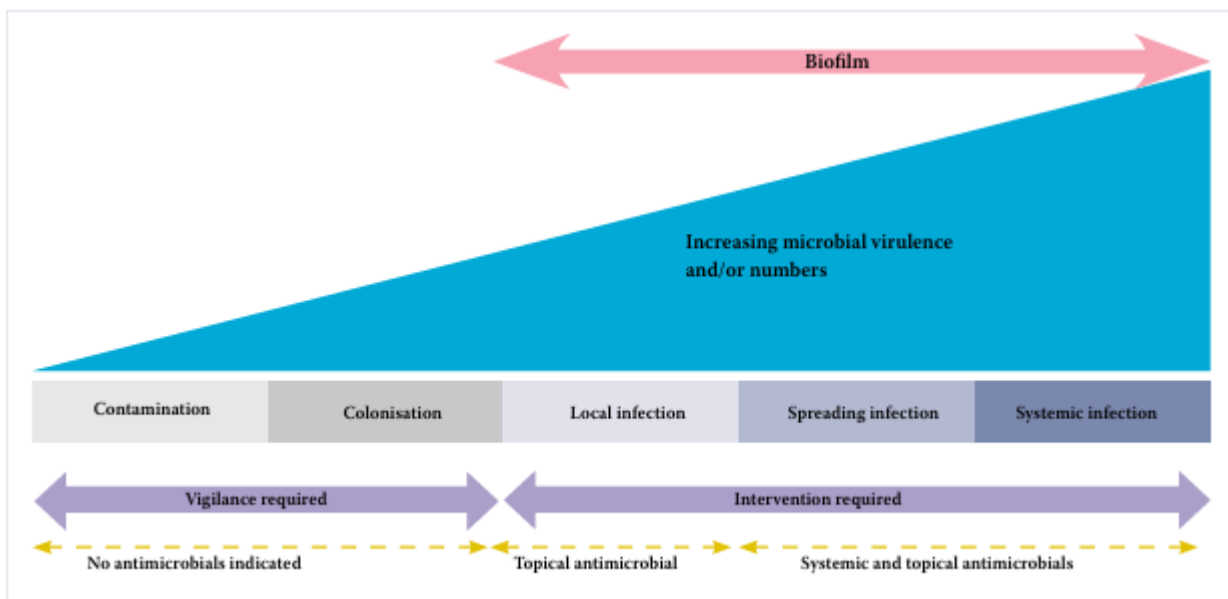 Biofilm
Increasing microbial virulence
and/or numbers
Contamination
Colonisation
Local infection
Spreading infection
Systemic infection
Vigilance required
Intervention required
No antimicrobials indicated
Topical antimicrobial
Systemic and topical antimicrobials